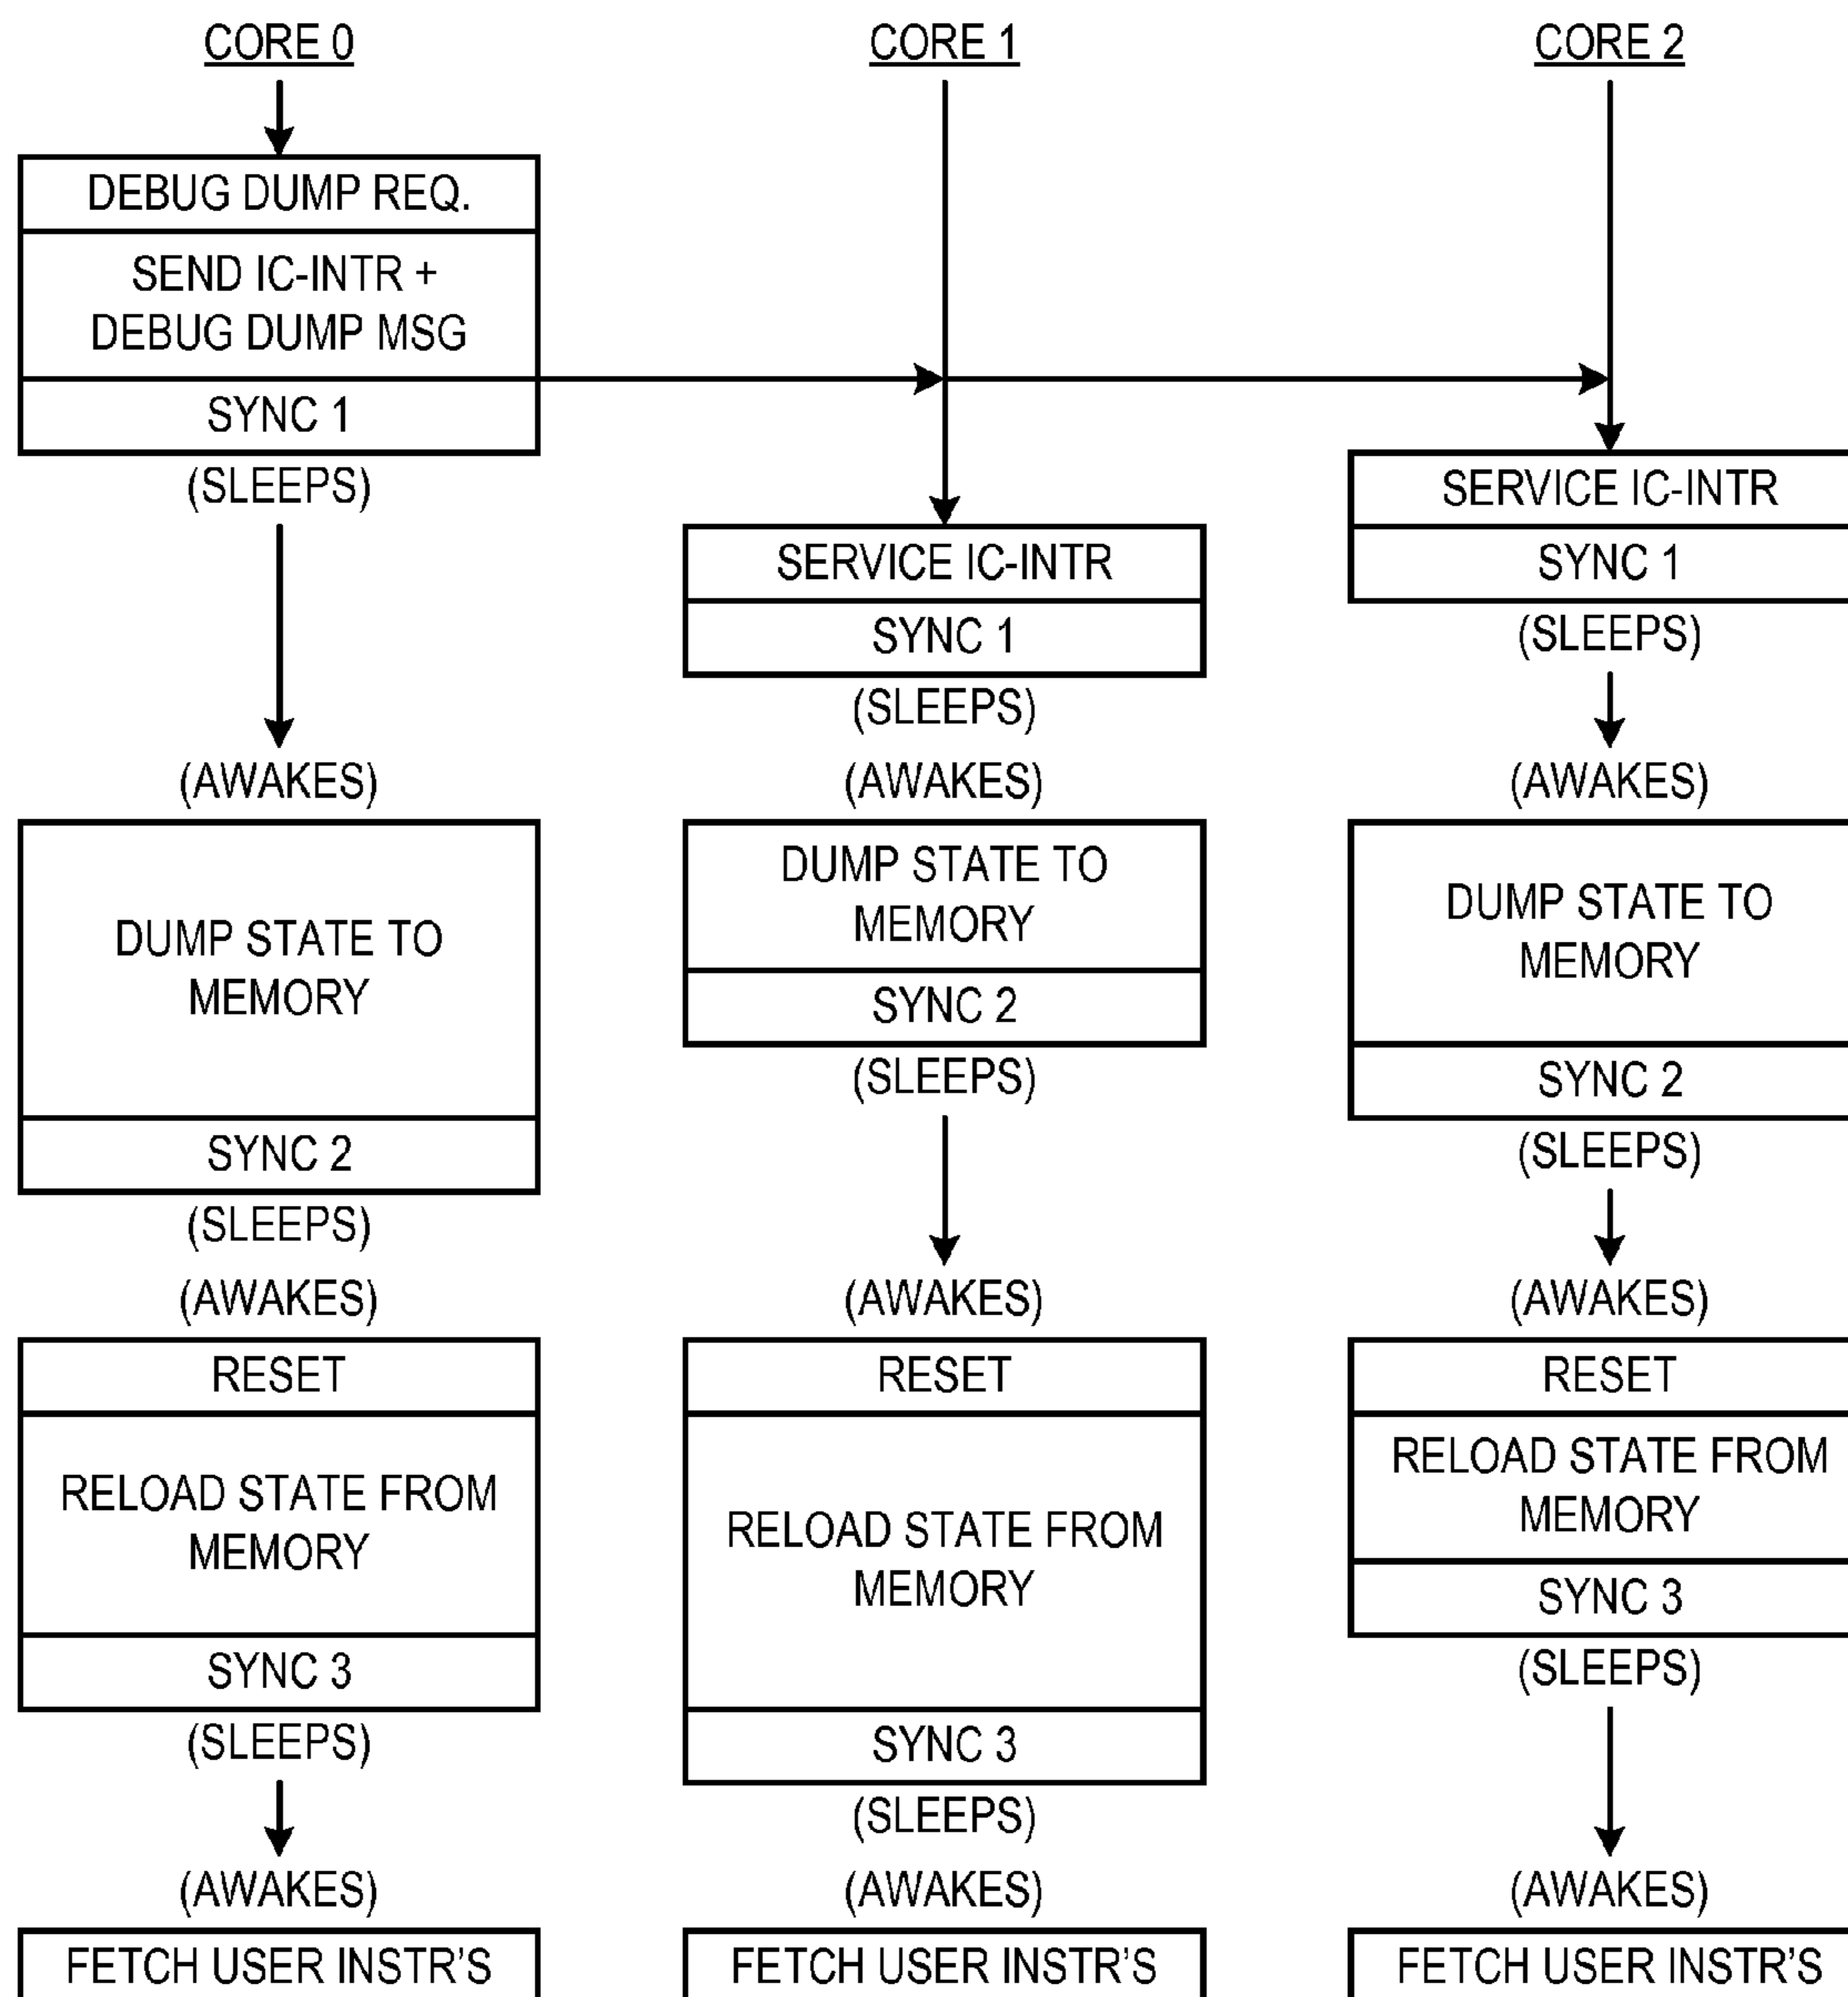 CORE 0
DEBUG DUMP REQ.
SEND IC-INTR +
DEBUG DUMP MSG
SYNC 1
(SLEEPS)
(AWAKES)
DUMP STATE TO
MEMORY
SYNC 2
(SLEEPS)
(AWAKES)
RESET
RELOAD STATE FROM
MEMORY
SYNC 3
(SLEEPS)
(AWAKES)
FETCH USER INSTR'S
CORE 1
SERVICE IC-INTR
SYNC 1
(SLEEPS)
(AWAKES)
DUMP STATE TO
MEMORY
SYNC 2
(SLEEPS)
(AWAKES)
RESET
RELOAD STATE FROM
MEMORY
SYNC 3
(SLEEPS)
(AWAKES)
FETCH USER INSTR'S
CORE 2
SERVICE IC-INTR
SYNC 1
(SLEEPS)
(AWAKES)
DUMP STATE TO
MEMORY
SYNC 2
(SLEEPS)
(AWAKES)
RESET
RELOAD STATE FROM
MEMORY
SYNC 3
(SLEEPS)
(AWAKES)
FETCH USER INSTR'S